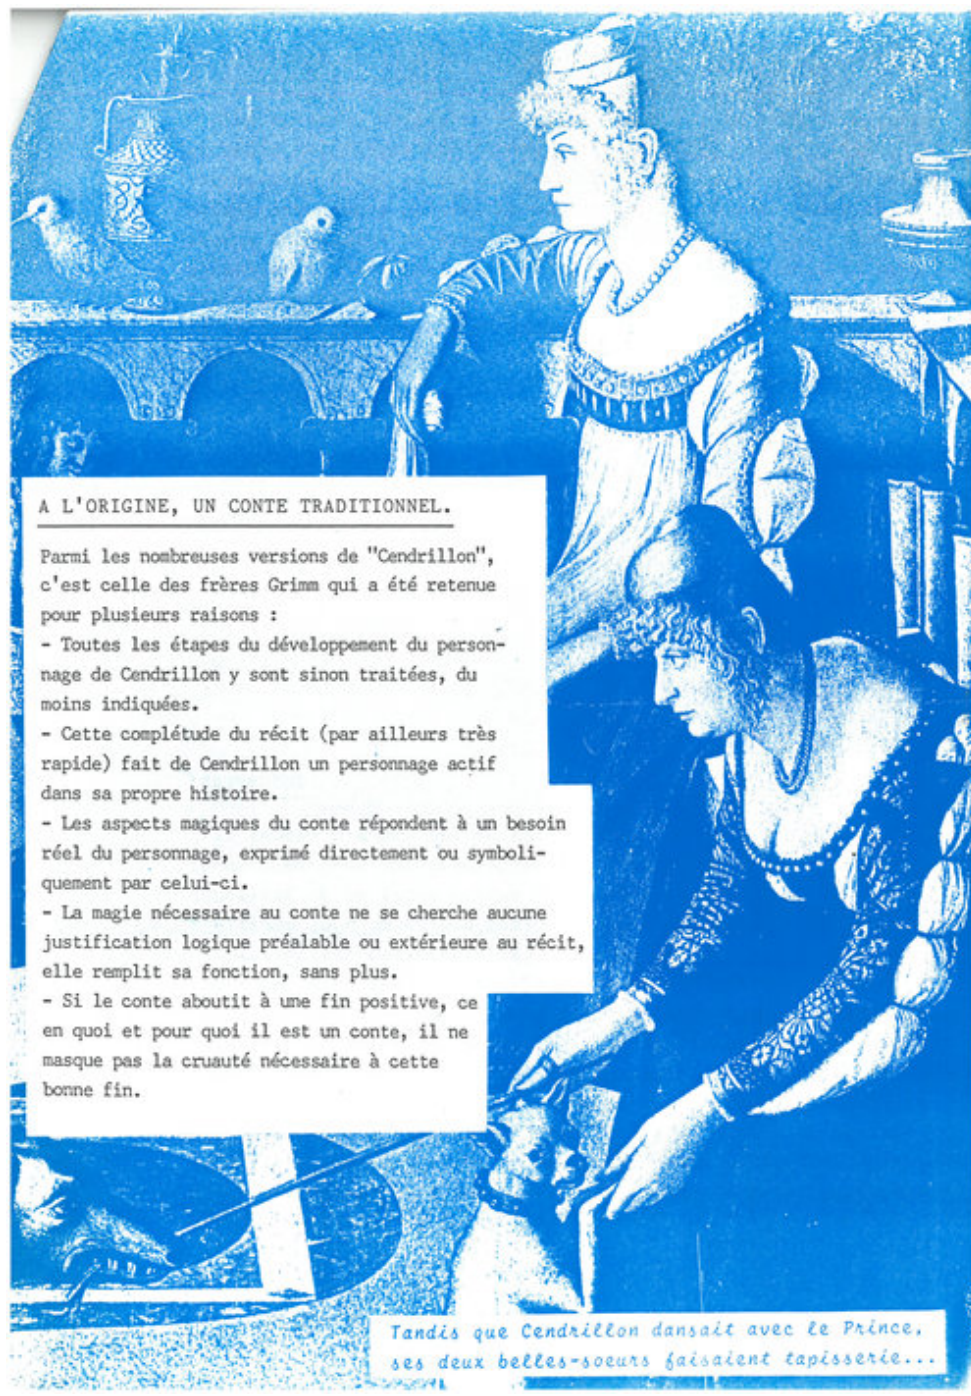 A L'ORIGINE, UN CONTE TRADITIONNEL.
Parmi les nombreuses versions de "Cendrillon",
c'est celle des frères Grimm qui a été retenue
pour plusieurs raisons :
- Toutes les étapes du développement du person-
nage de Cendrillon y sont sinon traitées, du
moins indiquées.
- Cette complétude du récit (par ailleurs très
rapide) fait de Cendrillon un personnage actif
dans sa propre histoire.
- Les aspects magiques du conte répondent à un besoin
réel du personnage, exprimé directement ou symboli-
quement par celui-ci.
- La magie nécessaire au conte ne se cherche aucune
justification logique préalable ou extérieure au récit,
elle remplit sa fonction, sans plus.
- Si le conte aboutit à une fin positive, ce
en quoi et pour quoi il est un conte, il ne
masque pas la cruauté nécessaire à cette
bonne fin.
Tandis que Cendrillon dansait avec le Prince,
ses deux belles-soeurs faisaient tapisserie...